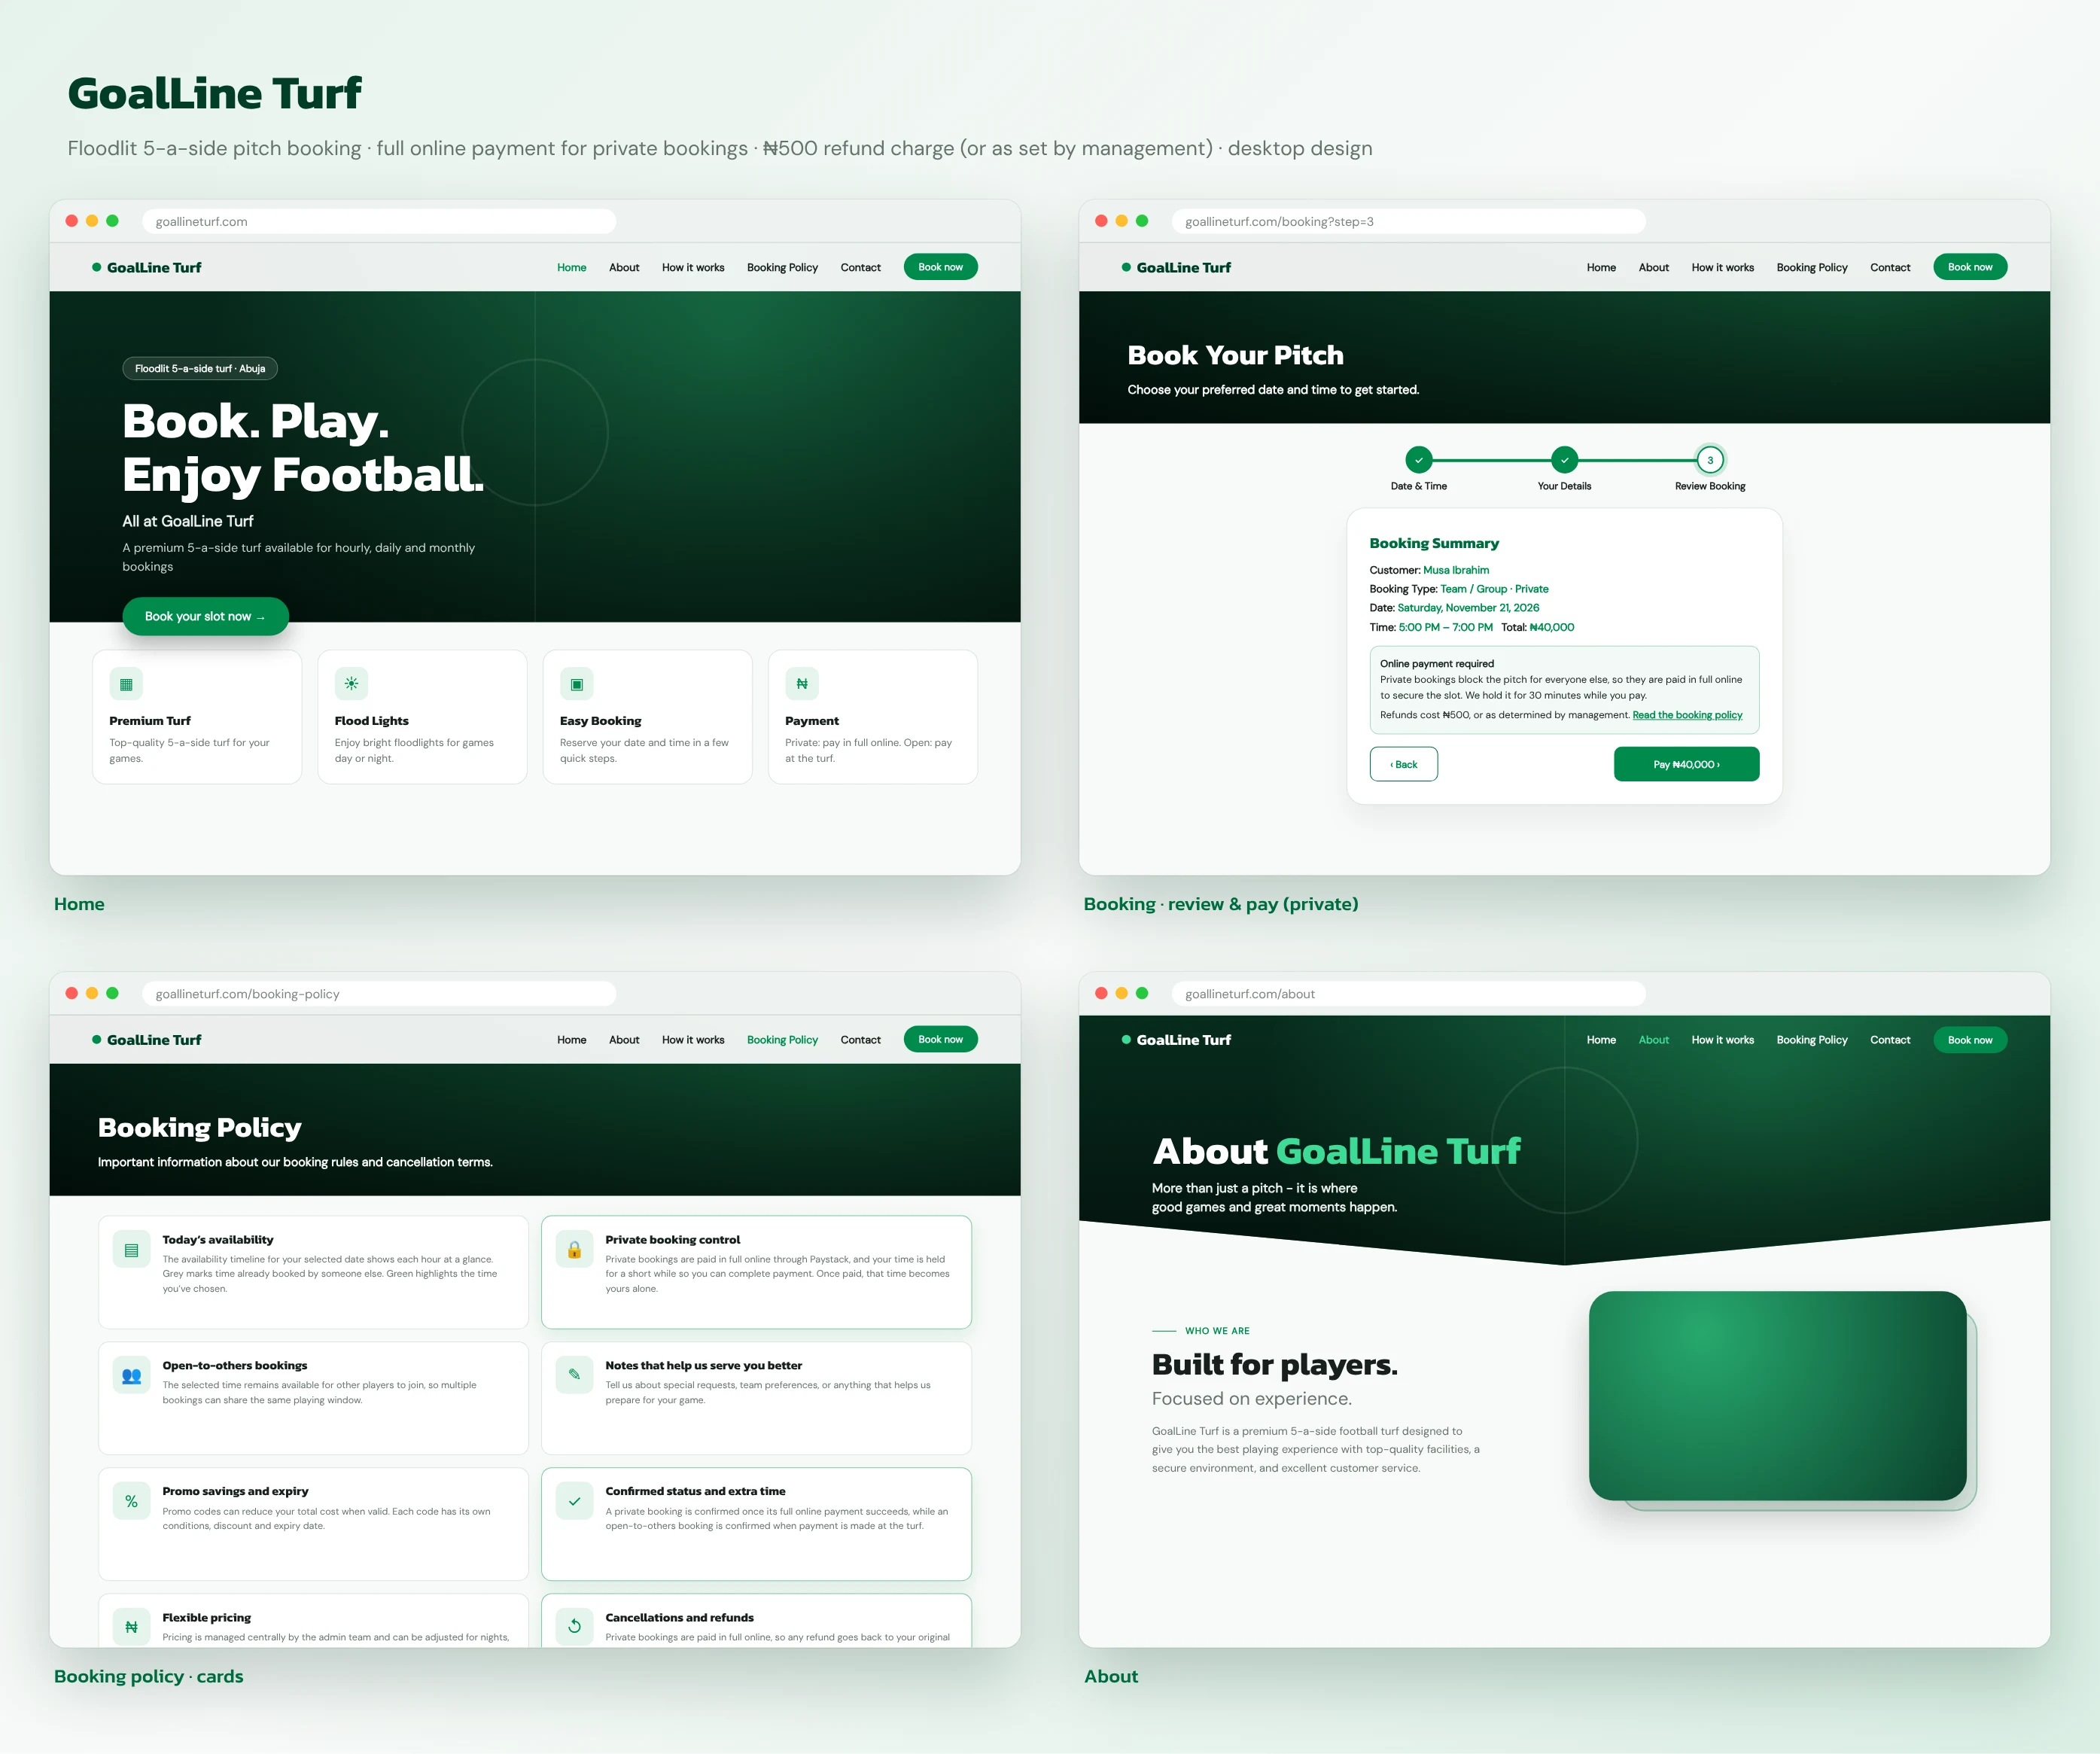 GoalLine Turf
Floodlit 5-a-side pitch booking · full online payment for private bookings · ₦500 refund charge (or as set by management) · desktop design
goallineturf.com
GoalLine Turf
Home About How it works Booking Policy Contact Book now
Floodlit 5-a-side turf · Abuja
Book. Play.
Enjoy Football.
All at GoalLine Turf
A premium 5-a-side turf available for hourly, daily and monthly
bookings
Book your slot now →
₦
Premium Turf
Top-quality 5-a-side turf for your
games.
Flood Lights
Enjoy bright floodlights for games
day or night.
Easy Booking
Reserve your date and time in a few
quick steps.
Payment
Private: pay in full online. Open: pay
at the turf.
Home
goallineturf.com/booking?step=3
GoalLine Turf
Home About How it works Booking Policy Contact Book now
Book Your Pitch
Choose your preferred date and time to get started.
✓ ✓ 3
Date & Time Your Details Review Booking
Booking Summary
Customer: Musa Ibrahim
Booking Type: Team / Group · Private
Date: Saturday, November 21, 2026
Time: 5:00 PM – 7:00 PM Total: ₦40,000
Online payment required
Private bookings block the pitch for everyone else, so they are paid in full online
to secure the slot. We hold it for 30 minutes while you pay.
Refunds cost ₦500, or as determined by management. Read the booking policy
‹ Back
Pay ₦40,000 ›
Booking · review & pay (private)
goallineturf.com/booking-policy
GoalLine Turf
Home About How it works Booking Policy Contact Book now
Booking Policy
Important information about our booking rules and cancellation terms.
Today's availability
The availability timeline for your selected date shows each hour at a glance.
Grey marks time already booked by someone else. Green highlights the time
you've chosen.
Private booking control
Private bookings are paid in full online through Paystack, and your time is held
for a short while so you can complete payment. Once paid, that time becomes
yours alone.
Open-to-others bookings
The selected time remains available for other players to join, so multiple
bookings can share the same playing window.
Notes that help us serve you better
Tell us about special requests, team preferences, or anything that helps us
prepare for your game.
%
Promo savings and expiry
Promo codes can reduce your total cost when valid. Each code has its own
conditions, discount and expiry date.
✓
Confirmed status and extra time
A private booking is confirmed once its full online payment succeeds, while an
open-to-others booking is confirmed when payment is made at the turf.
₦
Flexible pricing
Pricing is managed centrally by the admin team and can be adjusted for nights,
Cancellations and refunds
Private bookings are paid in full online, so any refund goes back to your original
Booking policy · cards
goallineturf.com/about
GoalLine Turf
Home About How it works Booking Policy Contact Book now
About GoalLine Turf
More than just a pitch – it is where
good games and great moments happen.
WHO WE ARE
Built for players.
Focused on experience.
GoalLine Turf is a premium 5-a-side football turf designed to
give you the best playing experience with top-quality facilities, a
secure environment, and excellent customer service.
About